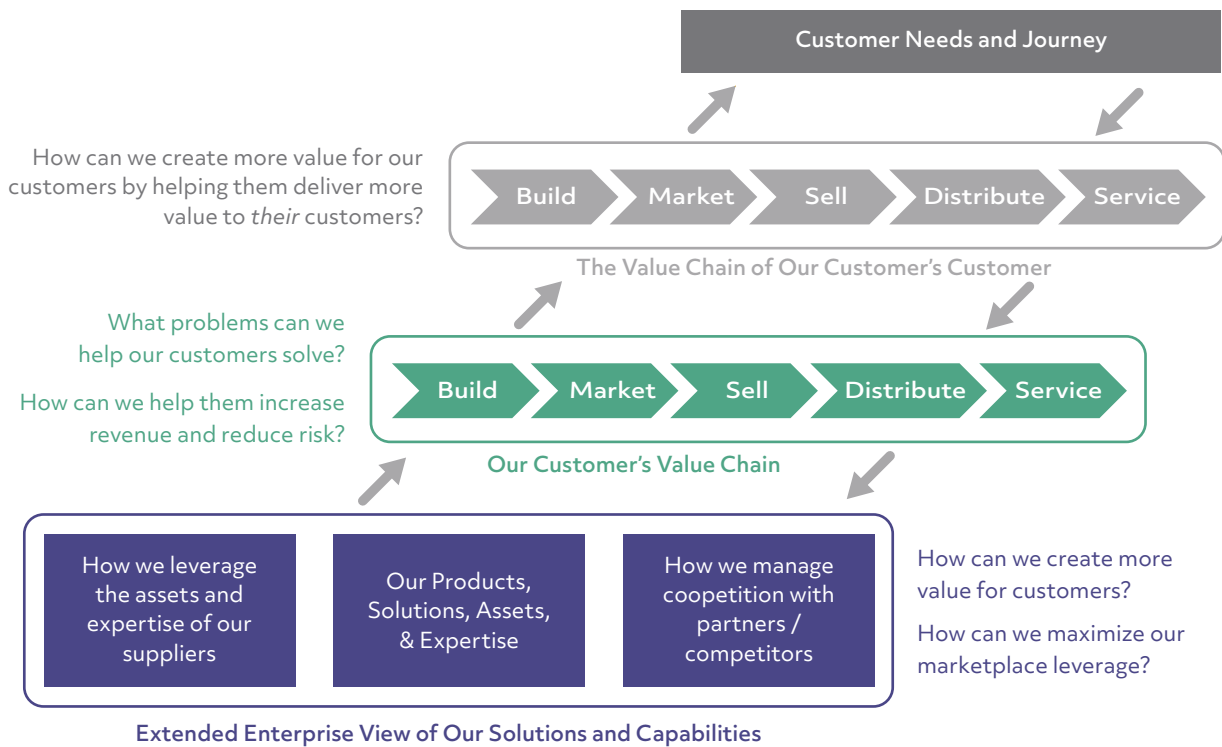 Customer Needs and Journey
How can we create more value for our
customers by helping them deliver more
value to their customers?
Build
Market
Sell
Distribute
Service
The Value Chain of Our Customer’s Customer
What problems can we
help our customers solve?
How can we help them increase
revenue and reduce risk?
Build
Market
Sell
Distribute
Service
Our Customer’s Value Chain
How we leverage
the assets and
expertise of our
suppliers
Our Products,
Solutions, Assets,
& Expertise
How we manage
coopetition with
partners /
competitors
How can we create more
value for customers?
How can we maximize our
marketplace leverage?
Extended Enterprise View of Our Solutions and Capabilities